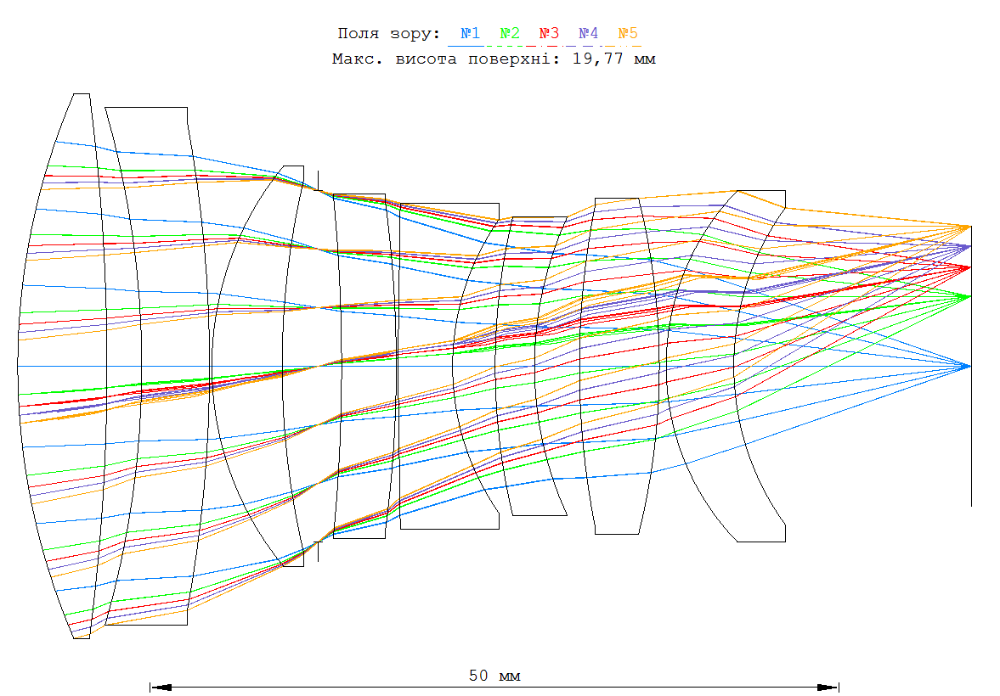 Поля зору: №1 №2 №3 №4 №5
Макс. висота поверхні: 19,77 мм
50 мм